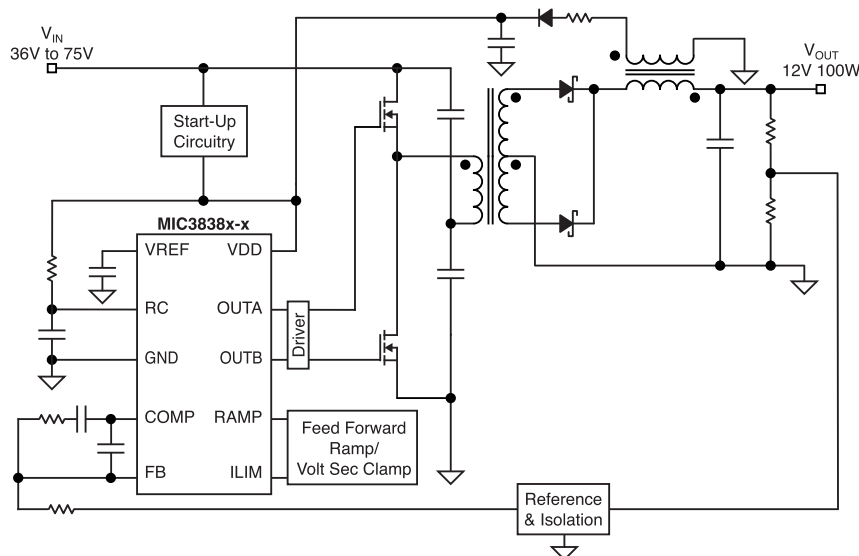 VIN
36V to 75V
VOUT
12V 100W
Start-Up
Circuitry
MIC3838x-x
VREF
VDD
RC
OUTA
Driver
GND
OUTB
COMP
RAMP
Feed Forward
Ramp/
Volt Sec Clamp
FB
ILIM
Reference
& Isolation